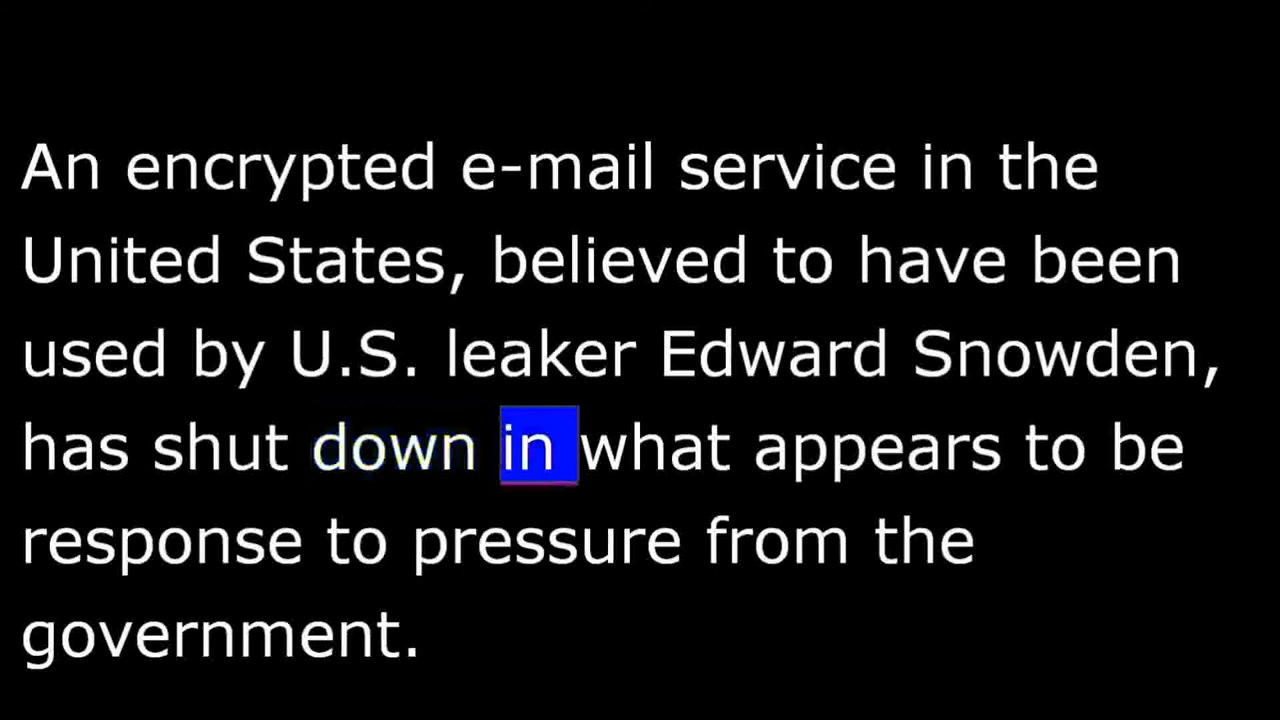 An encrypted e-mail service in the
United States, believed to have been
used by U.S. leaker Edward Snowden,
has shut down in what appears to be
response to pressure from the
government.